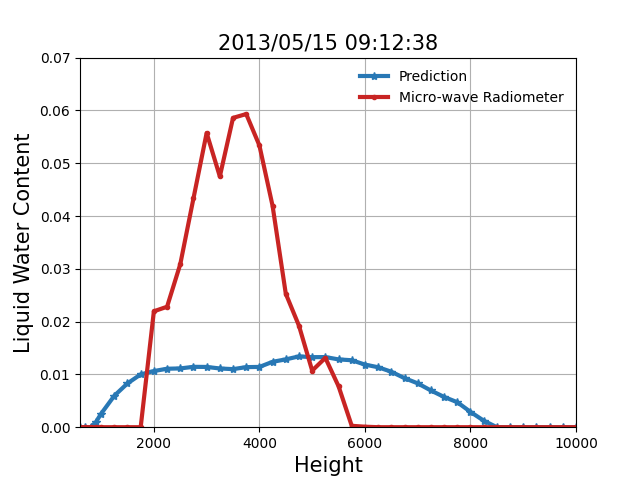 2013/05/15 09:12:38
0.07
0.06
0.05
0.04
0.03
0.02
0.01
0.00
Liquid Water Content
Prediction
Micro-wave Radiometer
2000 4000 6000 8000 10000
Height